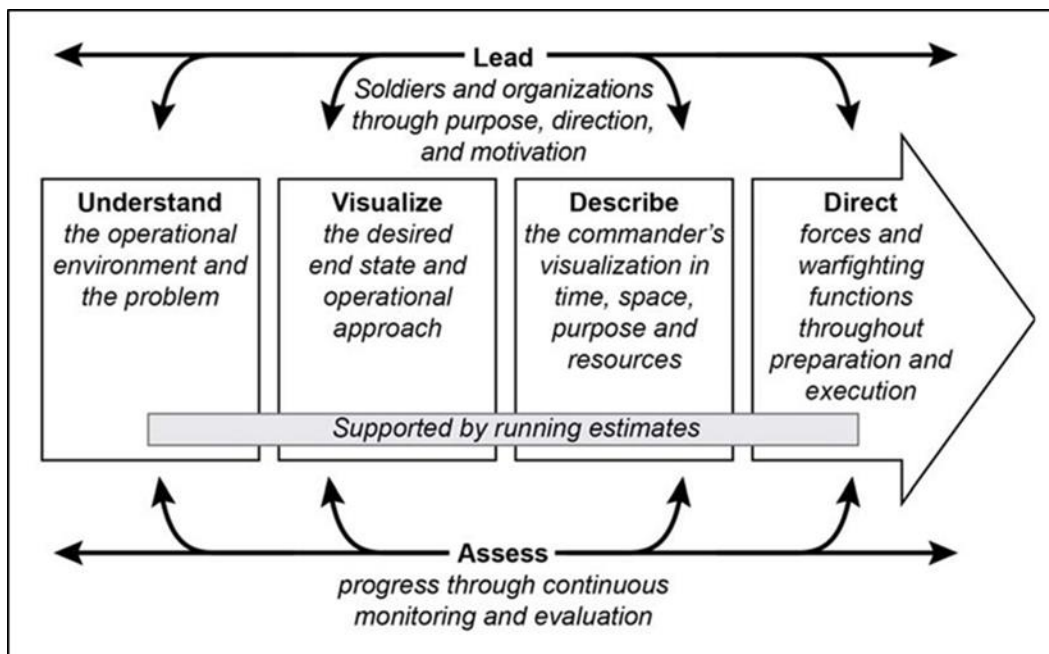 Lead
Soldiers and organizations
through purpose, direction,
and motivation
Understand
the operational
environment and
the problem
Visualize
the desired
end state and
operational
approach
Describe
the commander's
visualization in
time, space,
purpose and
resources
Direct
forces and
warfighting
functions
throughout
preparation and
execution
Supported by running estimates
Assess
progress through continuous
monitoring and evaluation